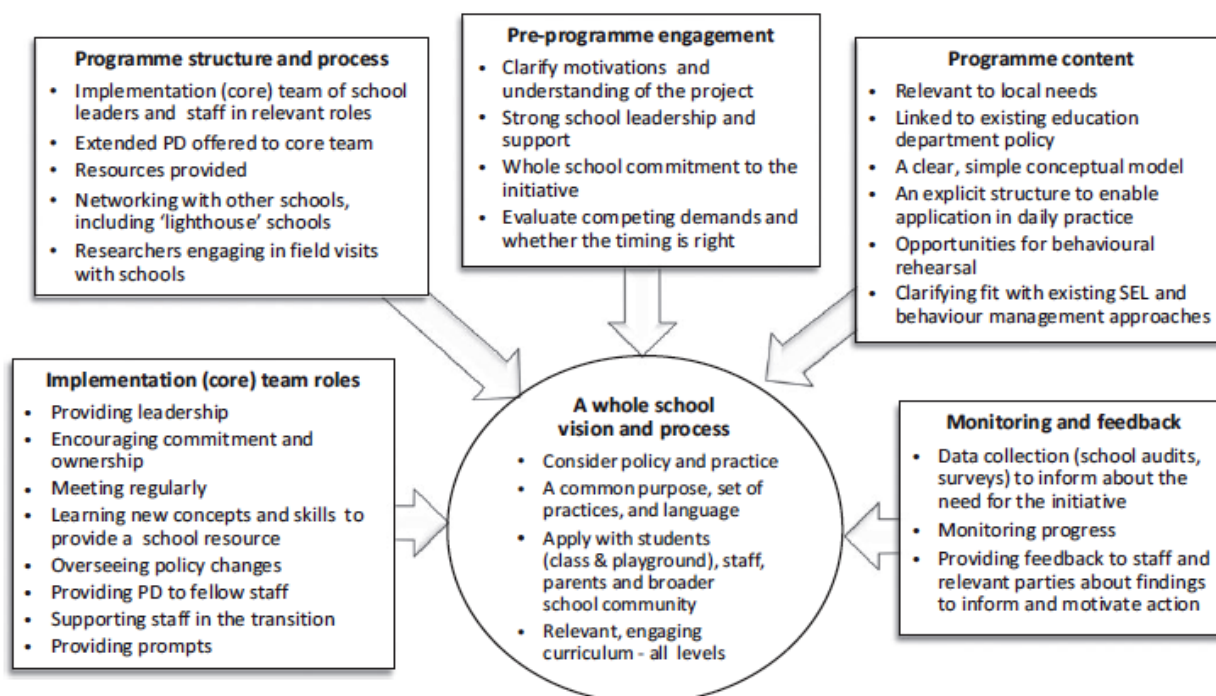 Programme structure and process
• Implementation (core) team of school
leaders and staff in relevant roles
• Extended PD offered to core team
• Resources provided
• Networking with other schools,
including ‘lighthouse’ schools
• Researchers engaging in field visits
with schools
Pre-programme engagement
• Clarify motivations and
understanding of the project
• Strong school leadership and
support
• Whole school commitment to the
initiative
• Evaluate competing demands and
whether the timing is right
Programme content
• Relevant to local needs
• Linked to existing education
department policy
• A clear, simple conceptual model
• An explicit structure to enable
application in daily practice
• Opportunities for behavioural
rehearsal
• Clarifying fit with existing SEL and
behaviour management approaches
Implementation (core) team roles
• Providing leadership
• Encouraging commitment and
ownership
• Meeting regularly
• Learning new concepts and skills to
provide a school resource
• Overseeing policy changes
• Providing PD to fellow staff
• Supporting staff in the transition
• Providing prompts
A whole school
vision and process
• Consider policy and practice
• A common purpose, set of
practices, and language
• Apply with students
(class & playground), staff,
parents and broader
school community
• Relevant, engaging
curriculum - all levels
Monitoring and feedback
• Data collection (school audits,
surveys) to inform about the
need for the initiative
• Monitoring progress
• Providing feedback to staff and
relevant parties about findings
to inform and motivate action